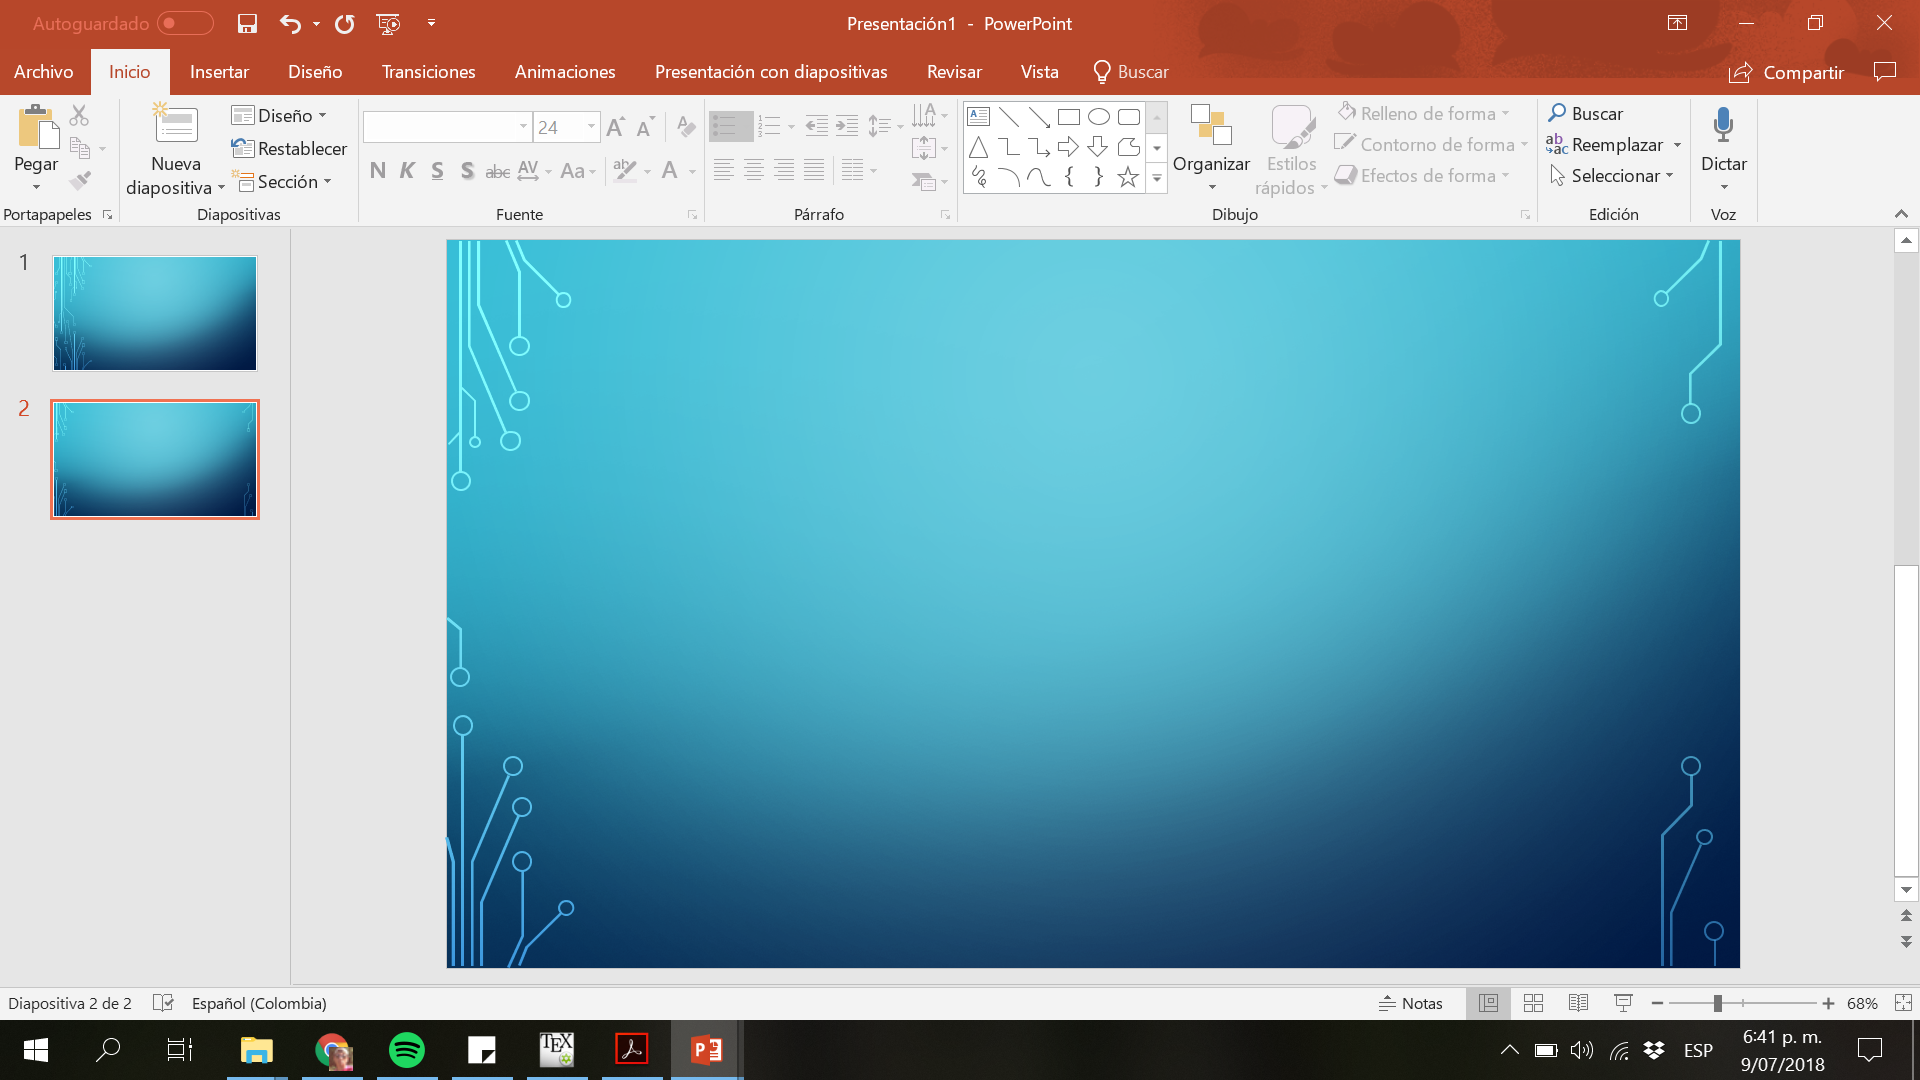 Autoguardado
Presentación1 - PowerPoint
Archivo Inicio Insertar Diseño Transiciones Animaciones Presentación con diapositivas Revisar Vista Buscar Compartir
Pegar
Portapapeles
Nueva
diapositiva
Diseño
Restablecer
Sección
Diapositivas
24
N K S S abc AV Aa ab A
Fuente
Párrafo
Organizar
Estilos
rápidos
Relleno de forma
Contorno de forma
Efectos de forma
Dibujo
Buscar
Reemplazar
Seleccionar
Edición
Dictar
Voz
1
2
Diapositiva 2 de 2 Español (Colombia) Notas 68%
TEX
ESP
6:41 p. m.
9/07/2018